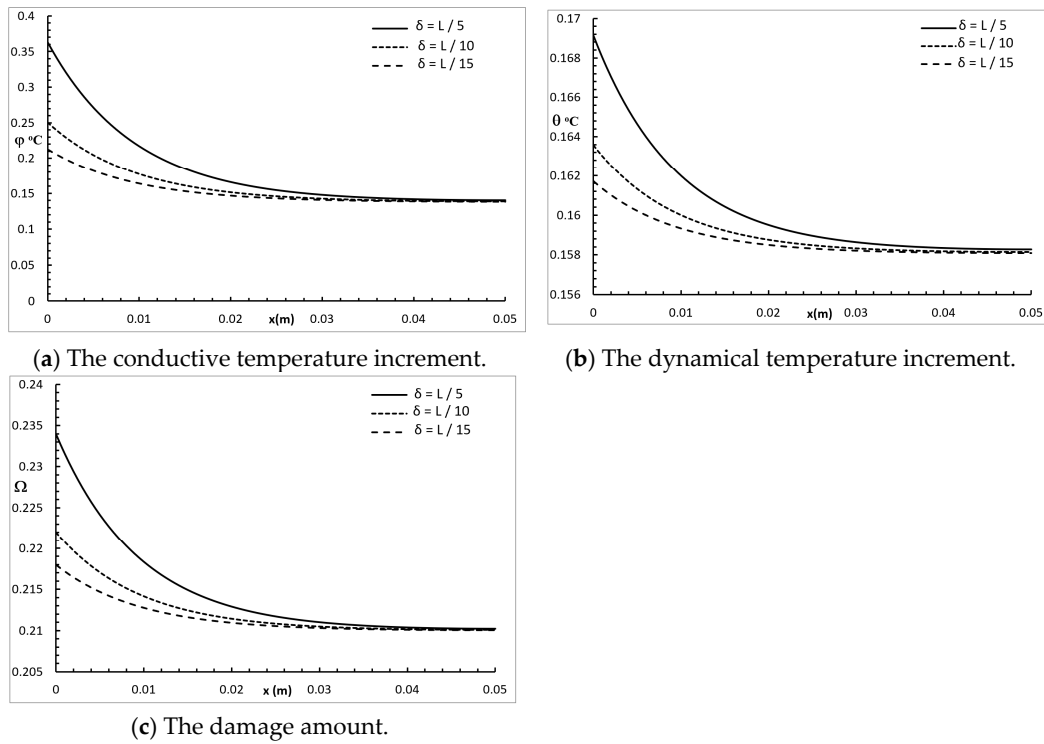 0.4
0.35
0.3
0.25
φ °C
0.2
0.15
0.1
0.05
0
0 0.01 0.02 x(m) 0.03 0.04 0.05
δ = L / 5
δ = L / 10
δ = L / 15
(a) The conductive temperature increment.
0.17
0.168
0.166
θ °C
0.164
0.162
0.16
0.158
0.156
0 0.01 0.02 x(m) 0.03 0.04 0.05
δ = L / 5
δ = L / 10
δ = L / 15
(b) The dynamical temperature increment.
0.24
0.235
0.23
Ω
0.225
0.22
0.215
0.21
0.205
0 0.01 0.02 x (m) 0.03 0.04 0.05
δ = L / 5
δ = L / 10
δ = L / 15
(c) The damage amount.